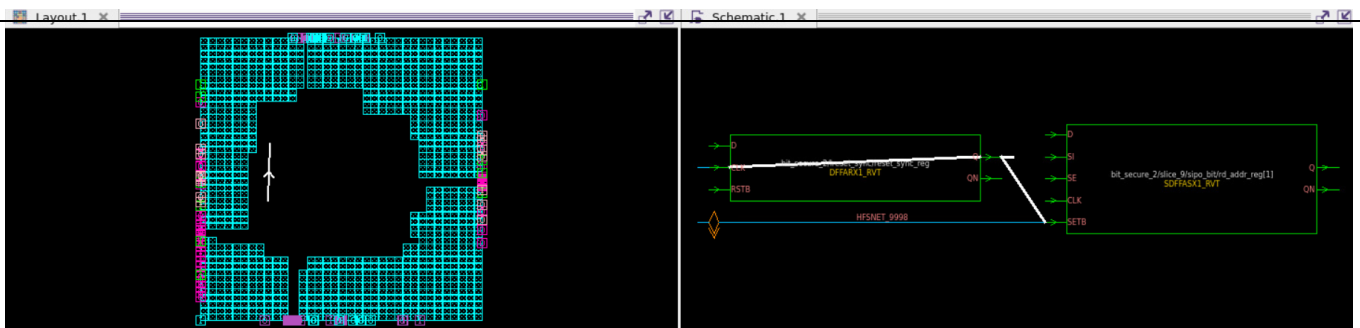 Layout 1
Schematic 1
D
CLK
RSTB
Q
QN
DFFARX1_RVT
HFSNET_9998
D
SI
SE
CLK
SETB
bit_secure_2/slice_9/sipo_bit/rd_addr_reg[1]
SDFFASX1_RVT
Q
QN